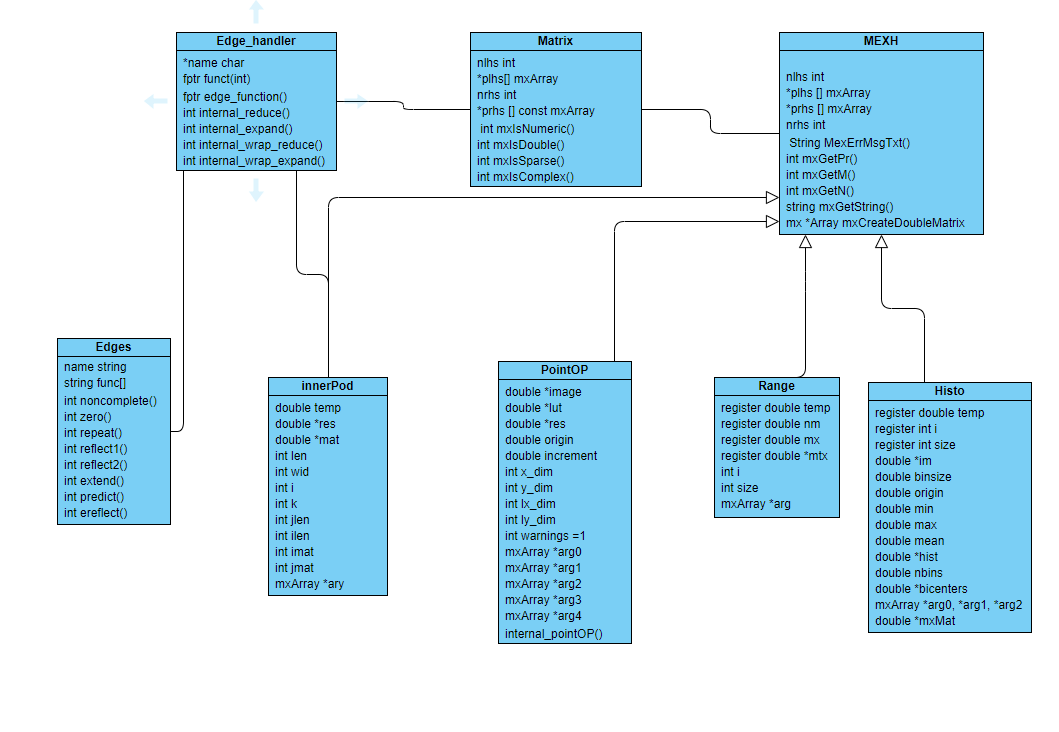 Edge_handler
*name char
fptr funct(int)
fptr edge_function()
int internal_reduce()
int internal_expand()
int internal_wrap_reduce()
int internal_wrap_expand()
Matrix
nlhs int
*plhs[] mxArray
nrhs int
*prhs [] const mxArray
int mxIsNumeric()
int mxIsDouble()
int mxIsSparse()
int mxIsComplex()
MEXH
nlhs int
*plhs [] mxArray
*prhs [] mxArray
nrhs int
String MexErrMsgTxt()
int mxGetPr()
int mxGetM()
int mxGetN()
string mxGetString()
mx *Array mxCreateDoubleMatrix
Edges
name string
string func[]
int noncomplete()
int zero()
int repeat()
int reflect1()
int reflect2()
int extend()
int predict()
int ereflect()
innerPod
double temp
double *res
double *mat
int len
int wid
int i
int k
int jlen
int ilen
int imat
int jmat
mxArray *ary
PointOP
double *image
double *lut
double *res
double origin
double increment
int x_dim
int y_dim
int lx_dim
int ly_dim
int warnings =1
mxArray *arg0
mxArray *arg1
mxArray *arg2
mxArray *arg3
mxArray *arg4
internal_pointOP()
Range
register double temp
register double nm
register double mx
register double *mtx
int i
int size
mxArray *arg
Histo
register double temp
register int i
register int size
double *im
double binsize
double origin
double min
double max
double mean
double *hist
double nbins
double *bicenters
mxArray *arg0, *arg1, *arg2
double *mxMat